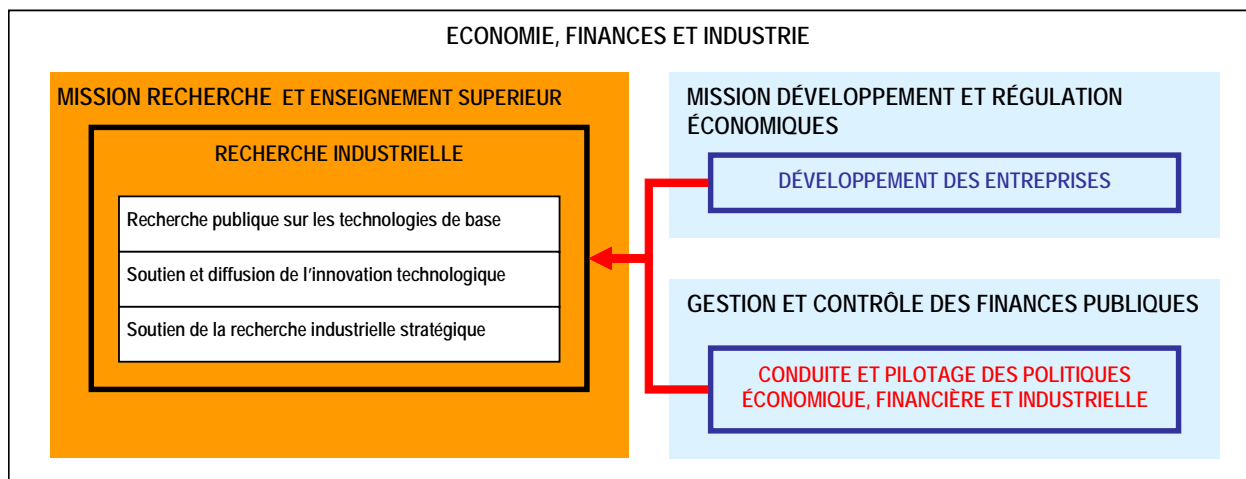 ECONOMIE, FINANCES ET INDUSTRIE
MISSION RECHERCHE ET ENSEIGNEMENT SUPERIEUR
RECHERCHE INDUSTRIELLE
Recherche publique sur les technologies de base
Soutien et diffusion de l'innovation technologique
Soutien de la recherche industrielle stratégique
MISSION DÉVELOPPEMENT ET RÉGULATION
ÉCONOMIQUES
DÉVELOPPEMENT DES ENTREPRISES
GESTION ET CONTRÔLE DES FINANCES PUBLIQUES
CONDUITE ET PILOTAGE DES POLITIQUES
ÉCONOMIQUE, FINANCIÈRE ET INDUSTRIELLE